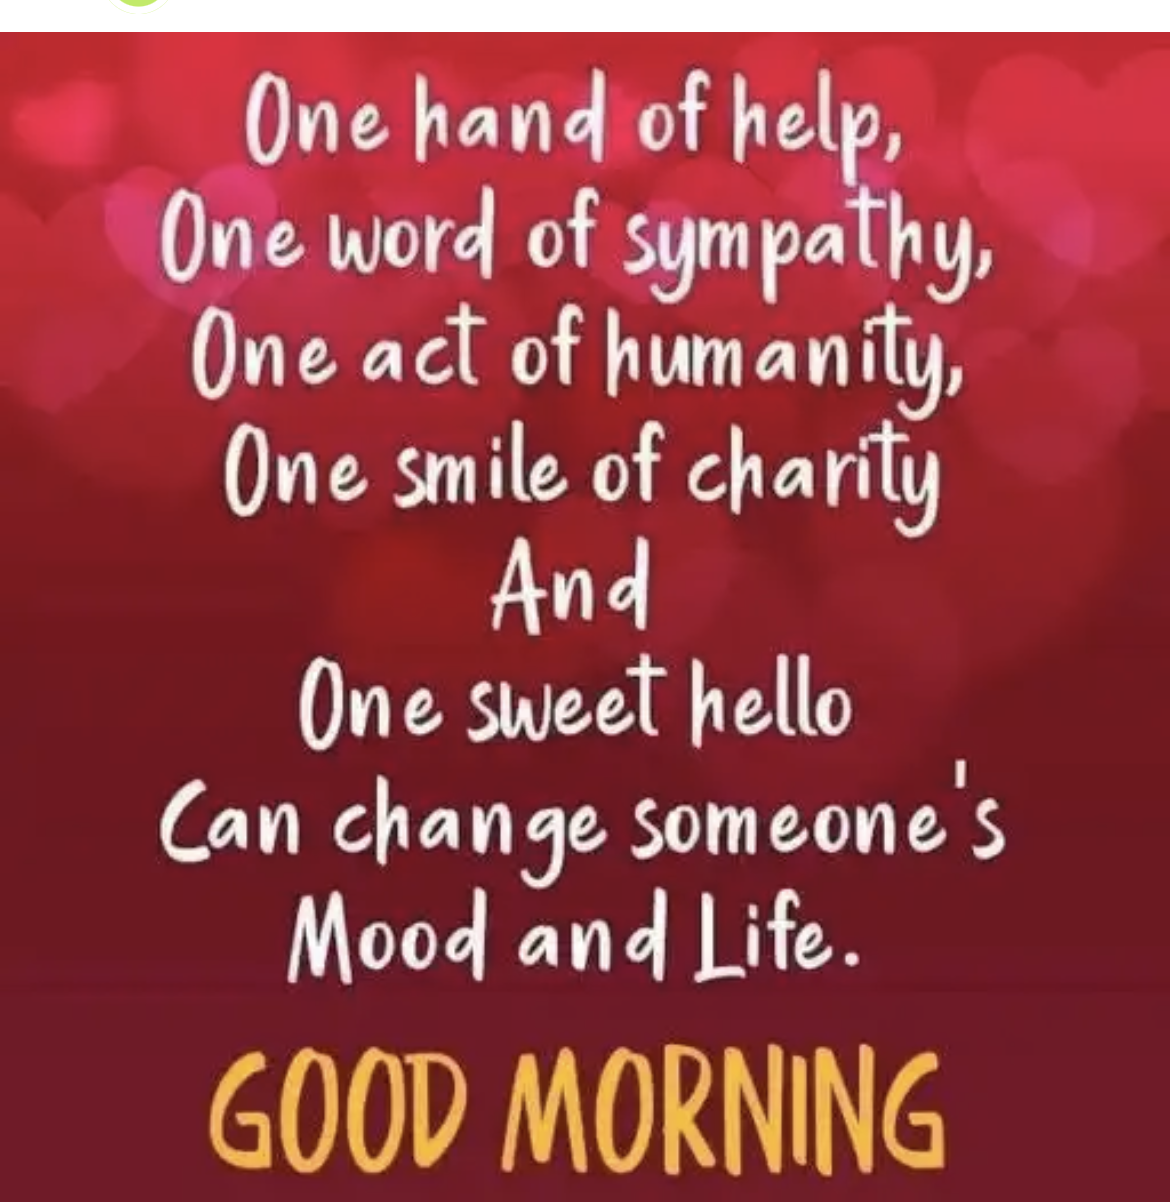 One hand of help,
One word of sympathy,
One act of humanity,
One smile of charity
And
One sweet hello
Can change someone's
Mood and Life.
GOOD MORNING